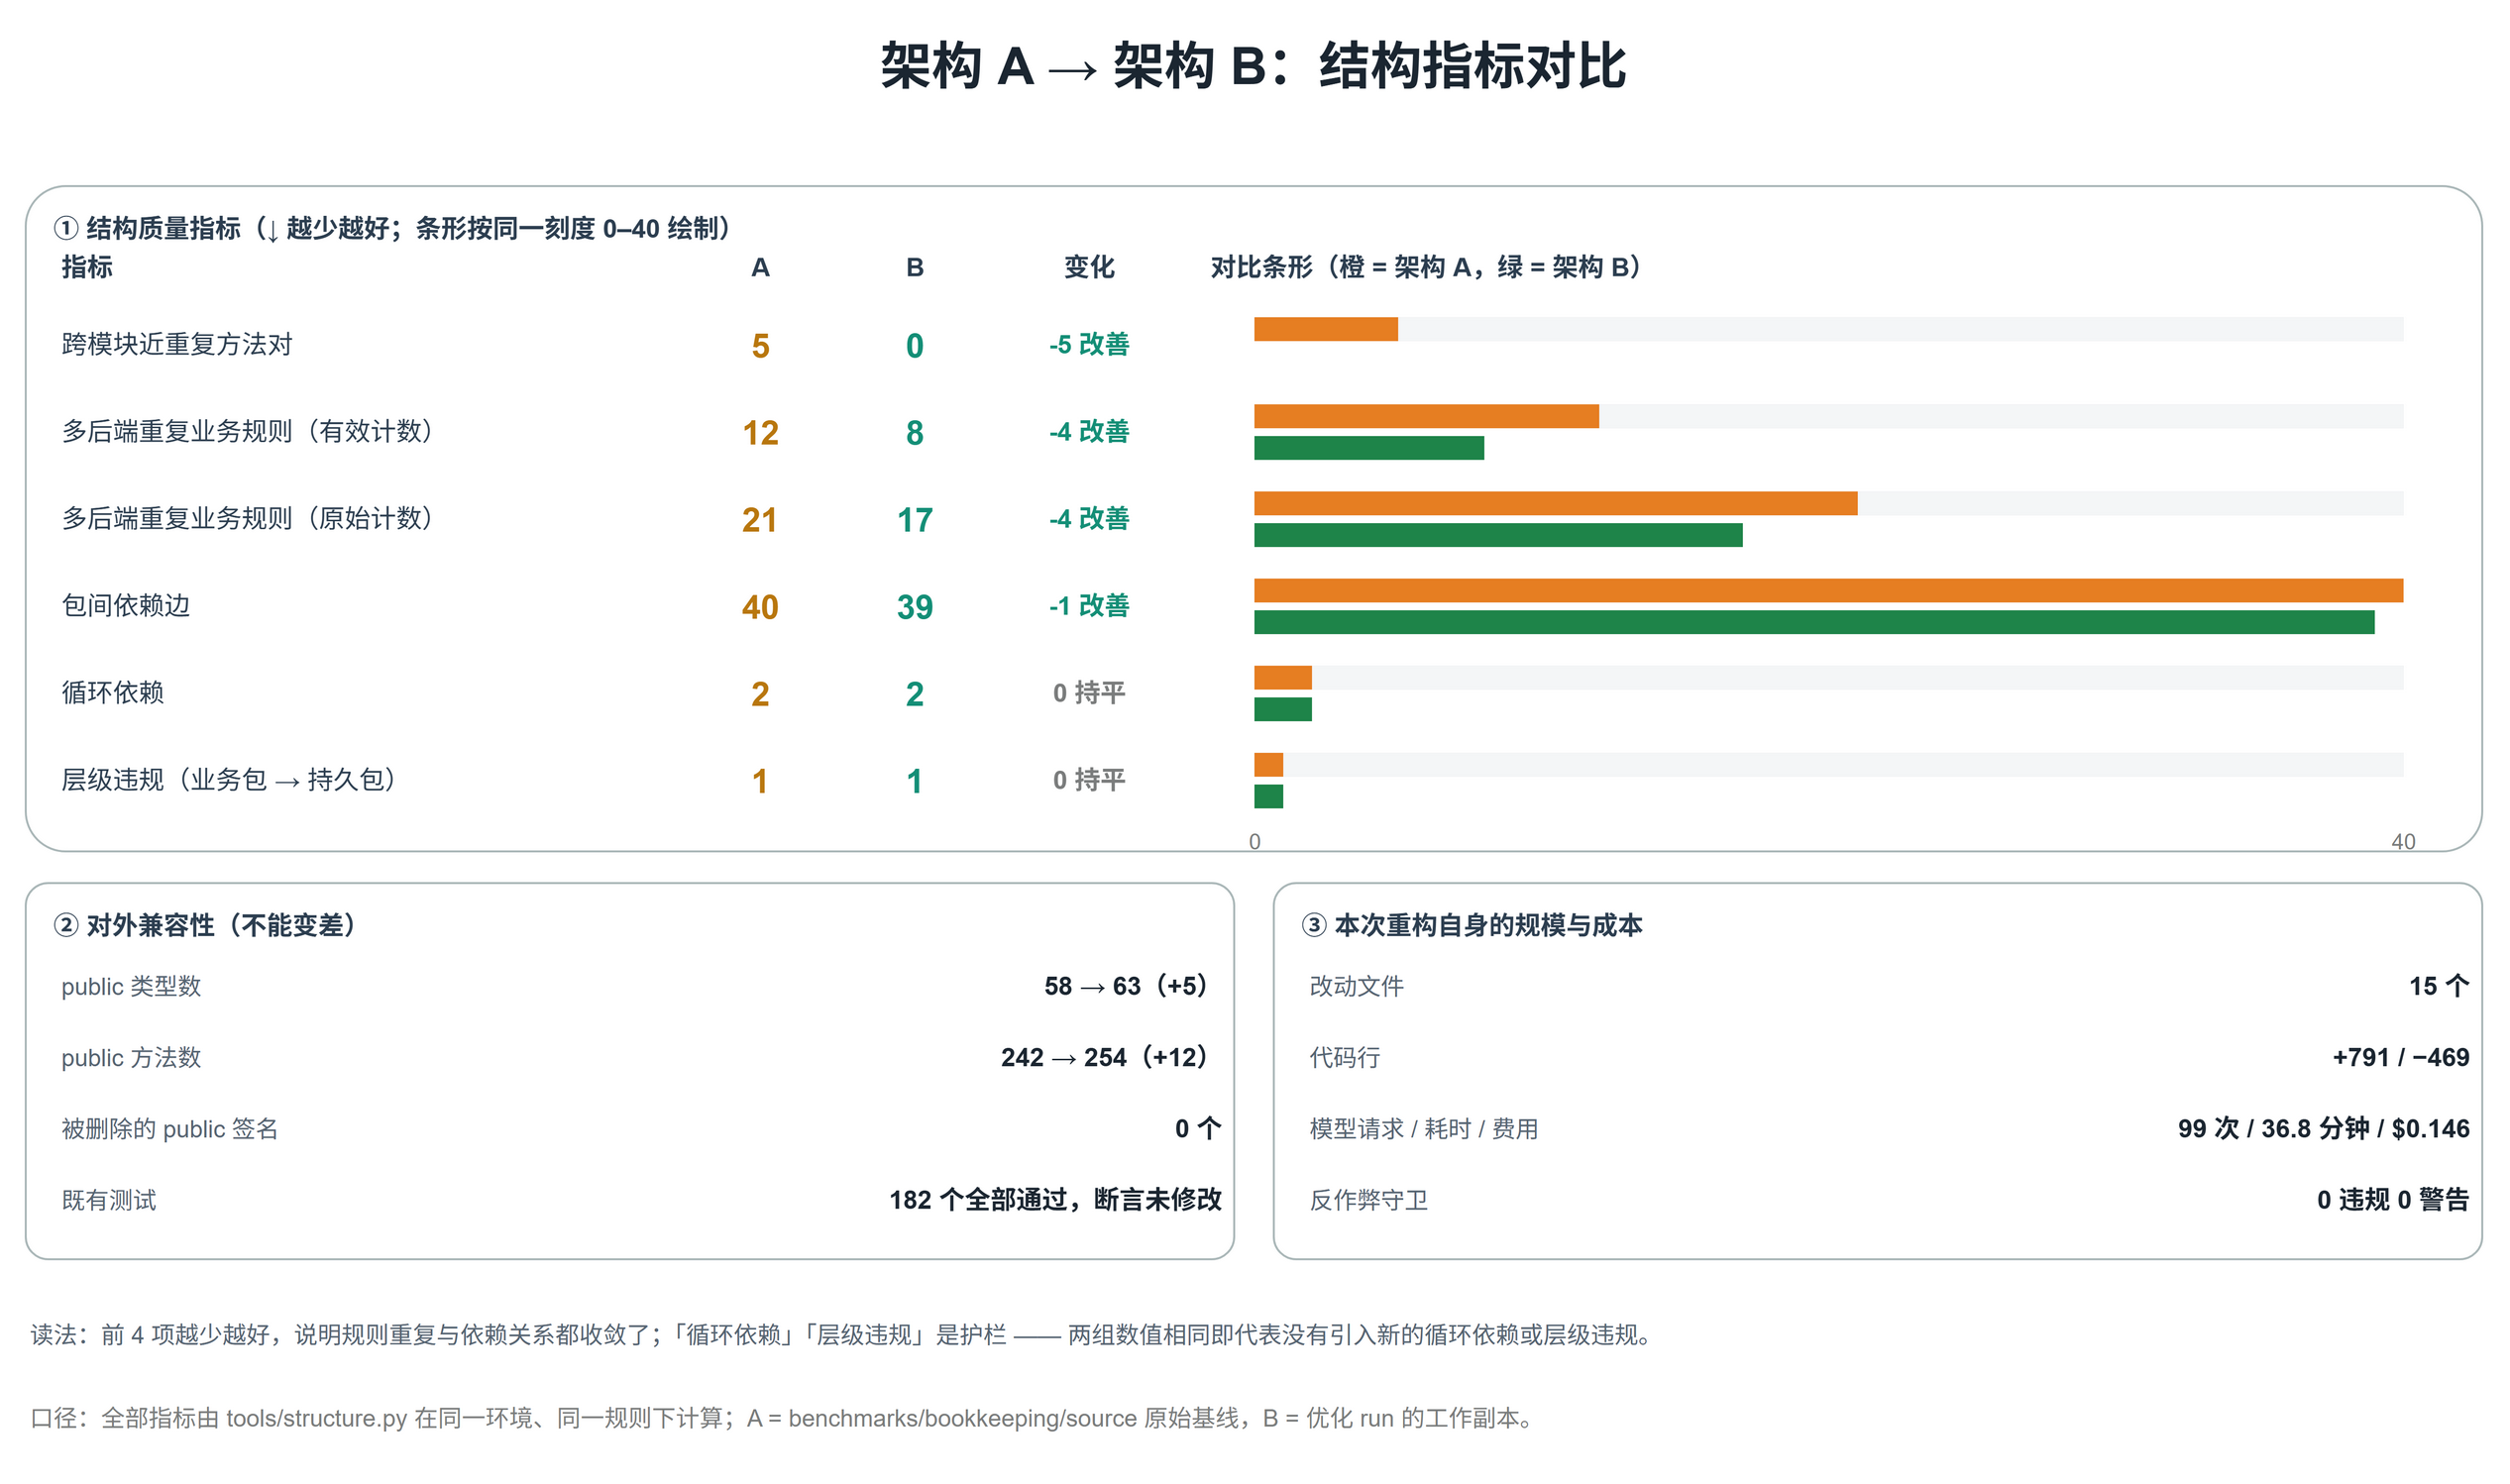 架构 A → 架构 B：结构指标对比
① 结构质量指标（↓ 越少越好；条形按同一刻度 0–40 绘制）
指标 A B 变化 对比条形（橙 = 架构 A，绿 = 架构 B）
跨模块近重复方法对 5 0 -5 改善
多后端重复业务规则（有效计数） 12 8 -4 改善
多后端重复业务规则（原始计数） 21 17 -4 改善
包间依赖边 40 39 -1 改善
循环依赖 2 2 0 持平
层级违规（业务包 → 持久包） 1 1 0 持平
0 40
② 对外兼容性（不能变差）
public 类型数 58 → 63（+5）
public 方法数 242 → 254（+12）
被删除的 public 签名 0 个
既有测试 182 个全部通过，断言未修改
③ 本次重构自身的规模与成本
改动文件 15 个
代码行 +791 / −469
模型请求 / 耗时 / 费用 99 次 / 36.8 分钟 / $0.146
反作弊守卫 0 违规 0 警告
读法：前 4 项越少越好，说明规则重复与依赖关系都收敛了；「循环依赖」「层级违规」是护栏 —— 两组数值相同即代表没有引入新的循环依赖或层级违规。
口径：全部指标由 tools/structure.py 在同一环境、同一规则下计算；A = benchmarks/bookkeeping/source 原始基线，B = 优化 run 的工作副本。